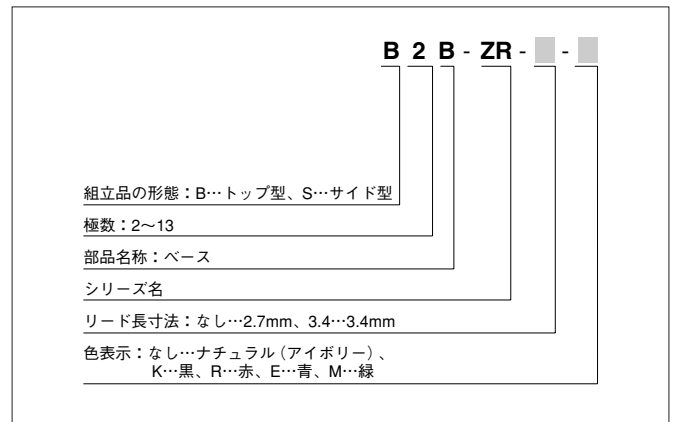 B 2 B - ZR - -
組立品の形態：B…トップ型、S…サイド型
極数：2〜13
部品名称：ベース
シリーズ名
リード長寸法：なし…2.7mm、3.4…3.4mm
色表示：なし…ナチュラル（アイボリー）、
K…黒、R…赤、E…青、M…緑